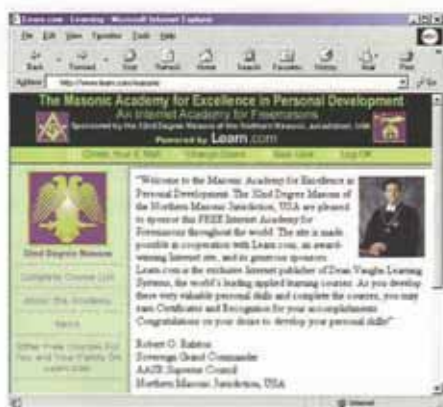 Learn.com - Learning - Microsoft Internet Explorer
File Edit View Favorites Tools Help
Back Forward Stop Refresh Home Search Favorites History Mail Print
Address http://www.learn.com/masonic
The Masonic Academy for Excellence in Personal Development
An Internet Academy for Freemasons
Sponsored by the 32nd Degree Masons of the Northern Masonic Jurisdiction, USA
Powered by Learn.com
Check Your E Mail Change Users New User Log Off
32nd Degree Masons
Complete Course List
About the Academy
News
Other Free Courses For
You and Your Family On
Learn.com
"Welcome to the Masonic Academy for Excellence in
Personal Development. The 32nd Degree Masons of
the Northern Masonic Jurisdiction, USA are pleased
to sponsor this FREE Internet Academy for
Freemasons throughout the world. The site is made
possible in cooperation with Learn.com, an award-
winning Internet site, and its generous sponsors.
Learn.com is the exclusive Internet publisher of Dean Vaughn Learning
Systems, the world's leading applied learning courses. As you develop
these very valuable personal skills and complete the courses, you may
earn Certificates and Recognition for your accomplishments.
Congratulations on your desire to develop your personal skills!"
Robert O. Ralston
Sovereign Grand Commander
AASR Supreme Council
Northern Masonic Jurisdiction, USA
Internet